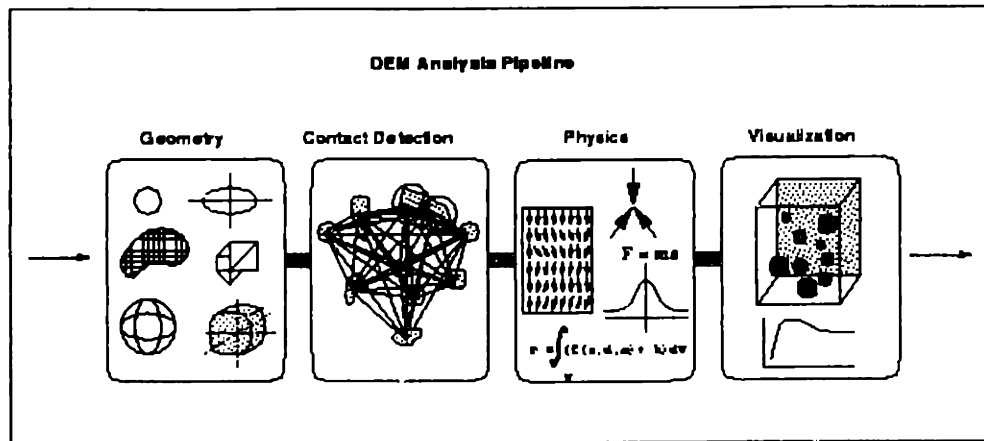 DEM Analysis Pipeline
Geometry
Contact Detection
Physics
Visualization
F = ma